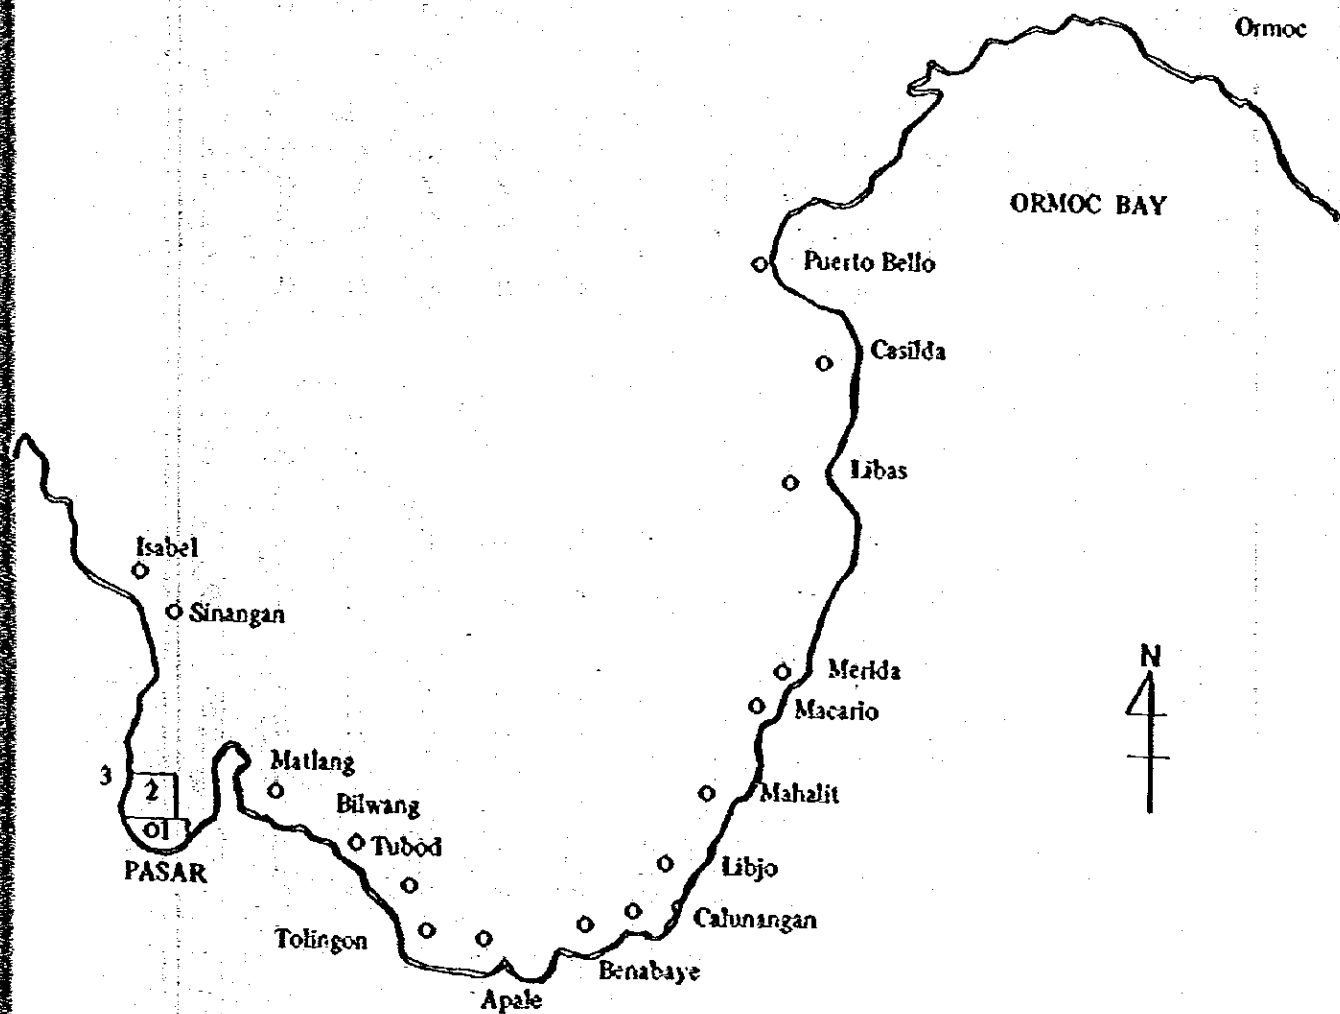 Ormoc
ORMOC BAY
Puerto Bello
Casilda
Libas
Isabel
Sinangan
N
Merida
Macario
3
2
Matlang
Mahalit
Bilwang
01
Tubod
PASAR
Libjo
Calunangan
Tolingon
Benabaye
Apale